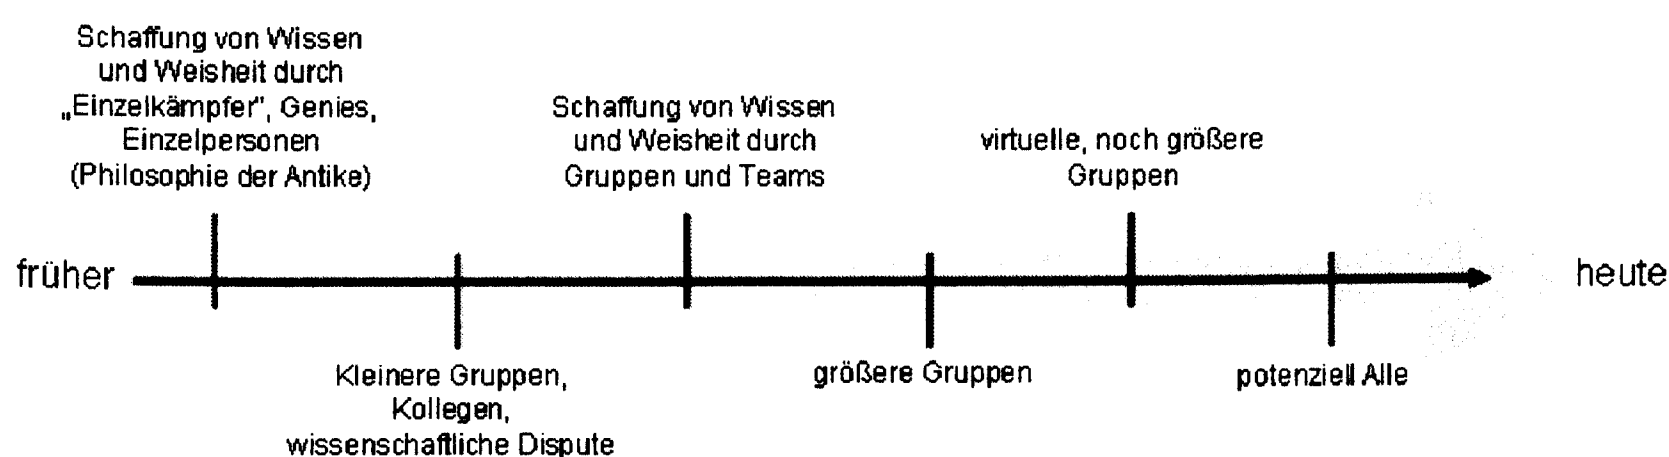 Schaffung von Wissen
und Weisheit durch
„Einzelkämpfer", Genies,
Einzelpersonen
(Philosophie der Antike)
Schaffung von Wissen
und Weisheit durch
Gruppen und Teams
virtuelle, noch größere
Gruppen
früher
heute
Kleinere Gruppen,
Kollegen,
wissenschaftliche Dispute
größere Gruppen
potenziell Alle